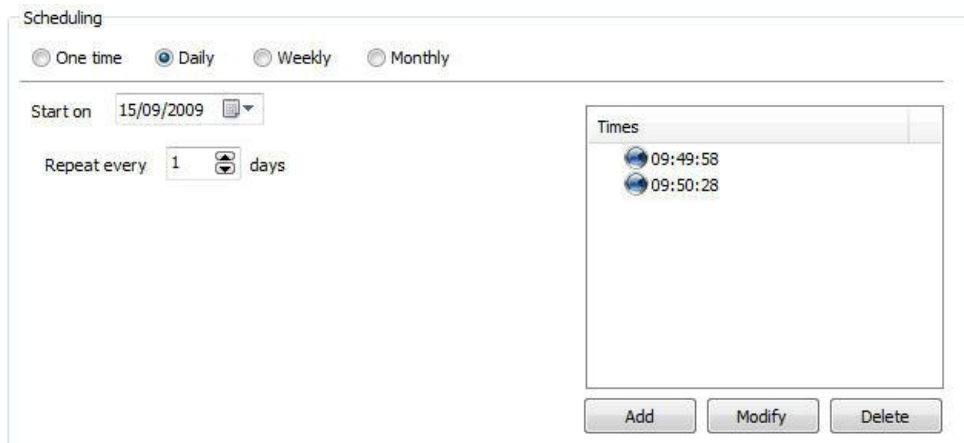 Scheduling
One time Daily Weekly Monthly
Start on 15/09/2009
Repeat every 1 days
Times
09:49:58
09:50:28
Add Modify Delete